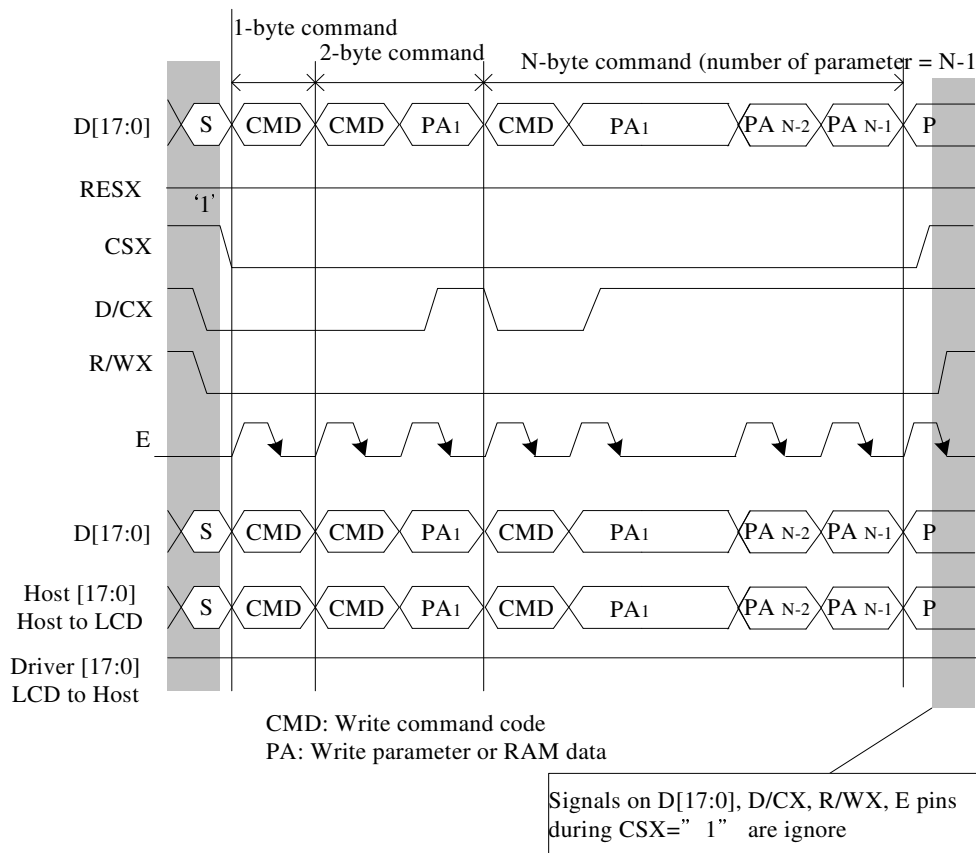 1-byte command
2-byte command
N-byte command (number of parameter = N-1
D[17:0] S CMD CMD PA1 CMD PA1 PA N-2 PA N-1 P
RESX
‘1’
CSX
D/CX
R/WX
E
D[17:0] S CMD CMD PA1 CMD PA1 PA N-2 PA N-1 P
Host [17:0]
Host to LCD
S CMD CMD PA1 CMD PA1 PA N-2 PA N-1 P
Driver [17:0]
LCD to Host
CMD: Write command code
PA: Write parameter or RAM data
Signals on D[17:0], D/CX, R/WX, E pins
during CSX=” 1” are ignore